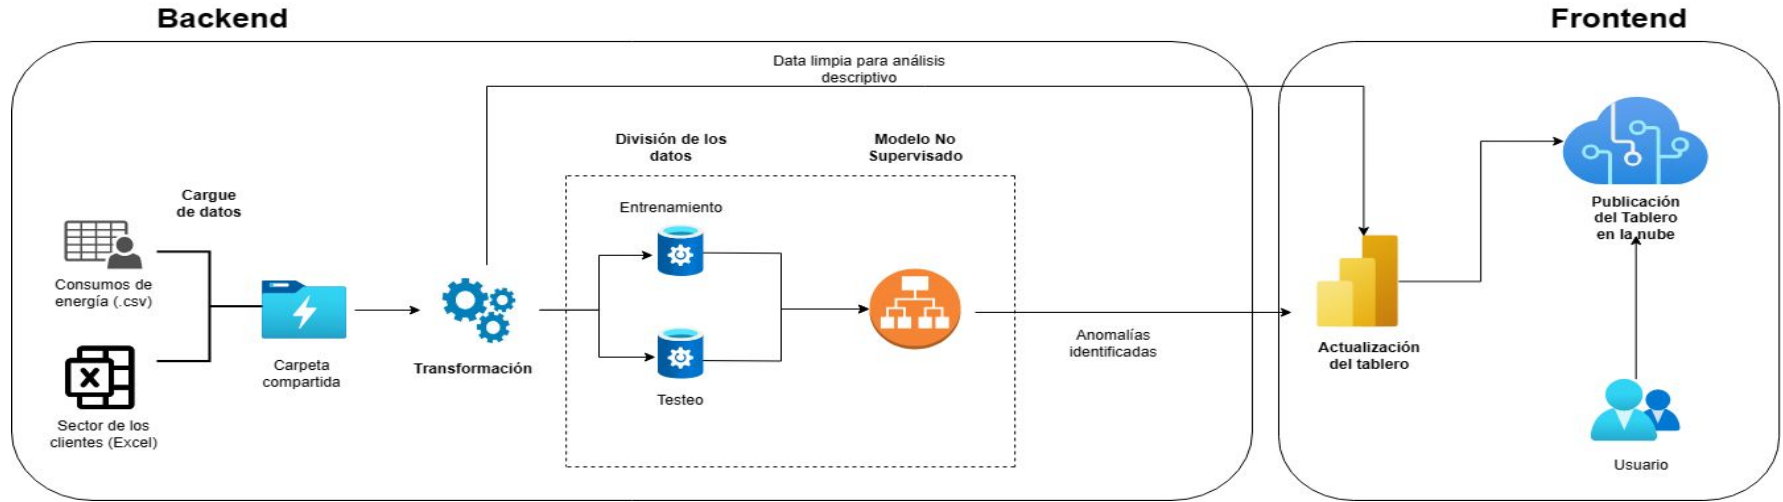 Backend
Frontend
Data limpia para análisis
descriptivo
División de los
datos
Modelo No
Supervisado
Cargue
de datos
Entrenamiento
Publicación
del Tablero
en la nube
Consumos de
energía (.csv)
Carpeta
compartida
Transformación
Anomalías
identificadas
Actualización
del tablero
Testeo
Sector de los
clientes (Excel)
Usuario